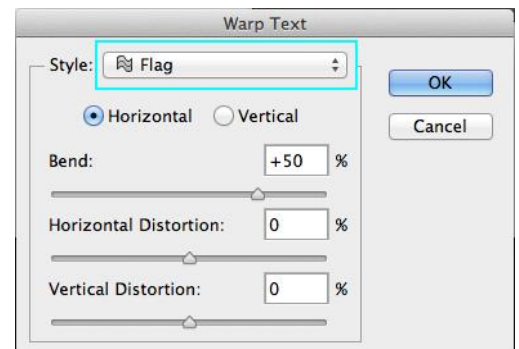 Warp Text
Style: Flag
OK
Horizontal Vertical
Cancel
Bend: +50 %
Horizontal Distortion: 0 %
Vertical Distortion: 0 %